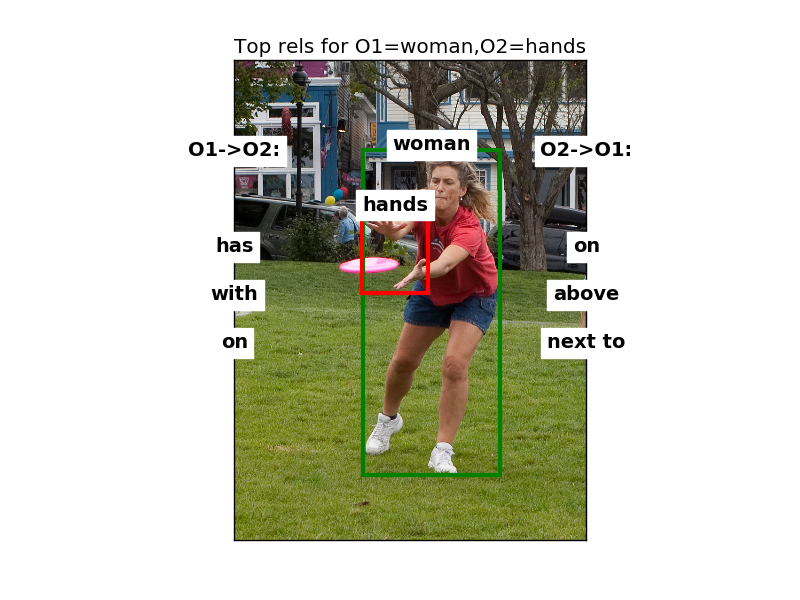 Top rels for O1=woman,O2=hands
woman
O1->O2:
O2->O1:
hands
has
on
with
above
on
next to